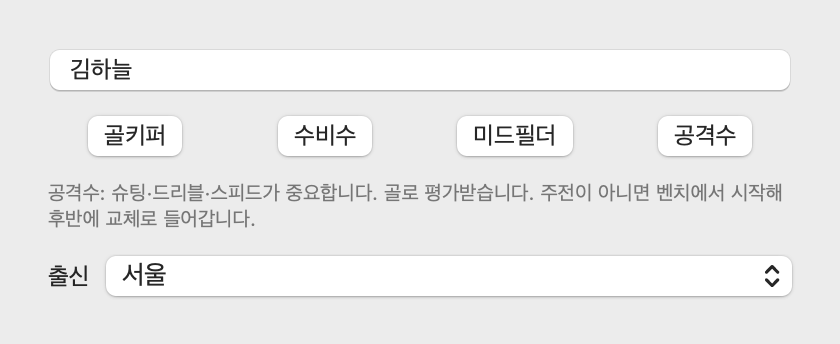 김하늘
골키퍼 수비수 미드필더 공격수
공격수: 슈팅·드리블·스피드가 중요합니다. 골로 평가받습니다. 주전이 아니면 벤치에서 시작해
후반에 교체로 들어갑니다.
출신 서울